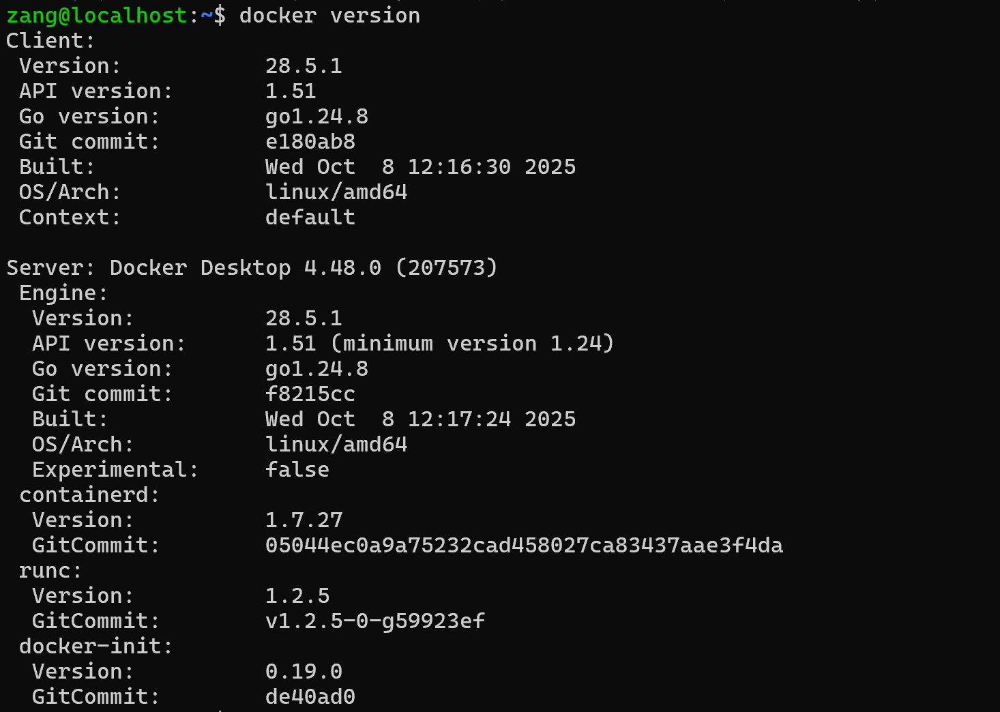 zang@localhost:~$ docker version
Client:
 Version:           28.5.1
 API version:       1.51
 Go version:        go1.24.8
 Git commit:        e180ab8
 Built:             Wed Oct  8 12:16:30 2025
 OS/Arch:           linux/amd64
 Context:           default

Server: Docker Desktop 4.48.0 (207573)
 Engine:
  Version:          28.5.1
  API version:      1.51 (minimum version 1.24)
  Go version:       go1.24.8
  Git commit:       f8215cc
  Built:            Wed Oct  8 12:17:24 2025
  OS/Arch:          linux/amd64
  Experimental:     false
 containerd:
  Version:          1.7.27
  GitCommit:        05044ec0a9a75232cad458027ca83437aae3f4da
 runc:
  Version:          1.2.5
  GitCommit:        v1.2.5-0-g59923ef
 docker-init:
  Version:          0.19.0
  GitCommit:        de40ad0